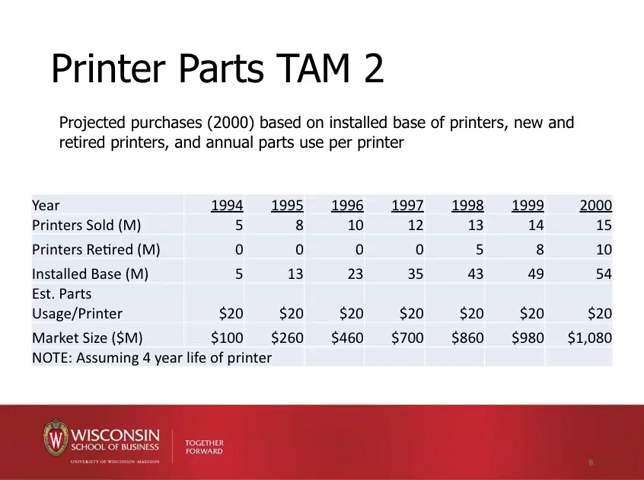 Printer Parts TAM 2
Projected purchases (2000) based on installed base of printers, new and
retired printers, and annual parts use per printer
Year 1994 1995 1996 1997 1998 1999 2000
Printers Sold (M) 5 8 10 12 13 14 15
Printers Retired (M) 0 0 0 0 5 8 10
Installed Base (M) 5 13 23 35 43 49 54
Est. Parts
Usage/Printer $20 $20 $20 $20 $20 $20 $20
Market Size ($M) $100 $260 $460 $700 $860 $980 $1,080
NOTE: Assuming 4 year life of printer
WISCONSIN
SCHOOL OF BUSINESS
UNIVERSITY OF WISCONSIN-MADISON
TOGETHER
FORWARD
8